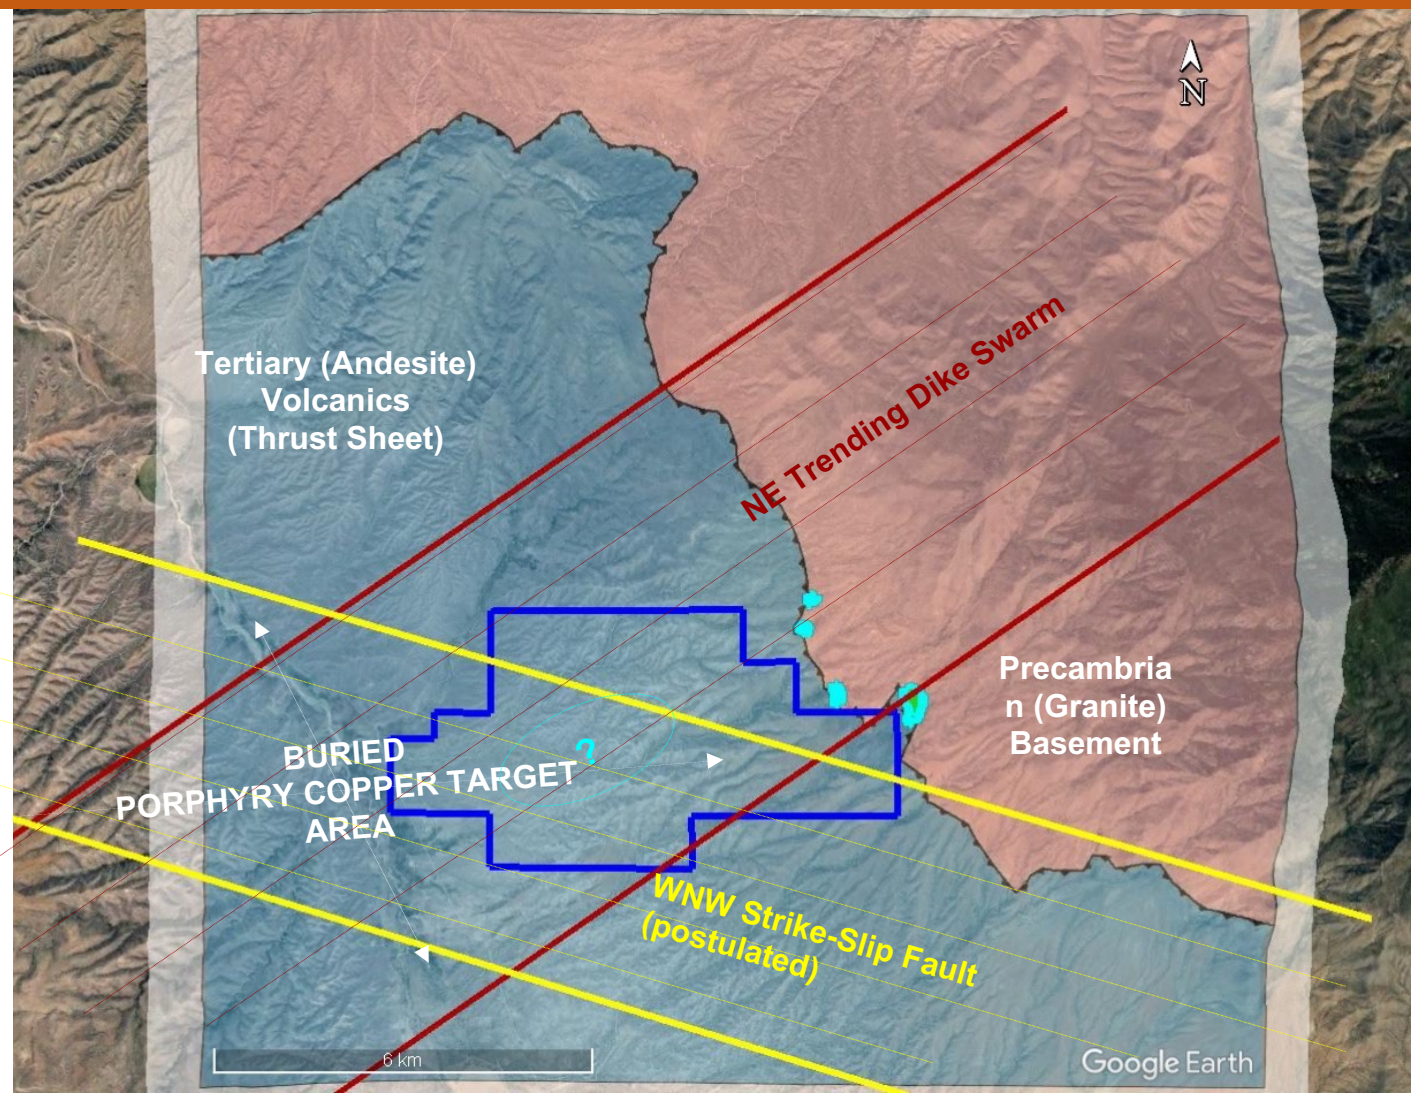 N
Tertiary (Andesite)
Volcanics
(Thrust Sheet)
NE Trending Dike Swarm
Precambria
n (Granite)
Basement
?
BURIED
PORPHYRY COPPER TARGET
AREA
WNW Strike-Slip Fault
(postulated)
6 km
Google Earth